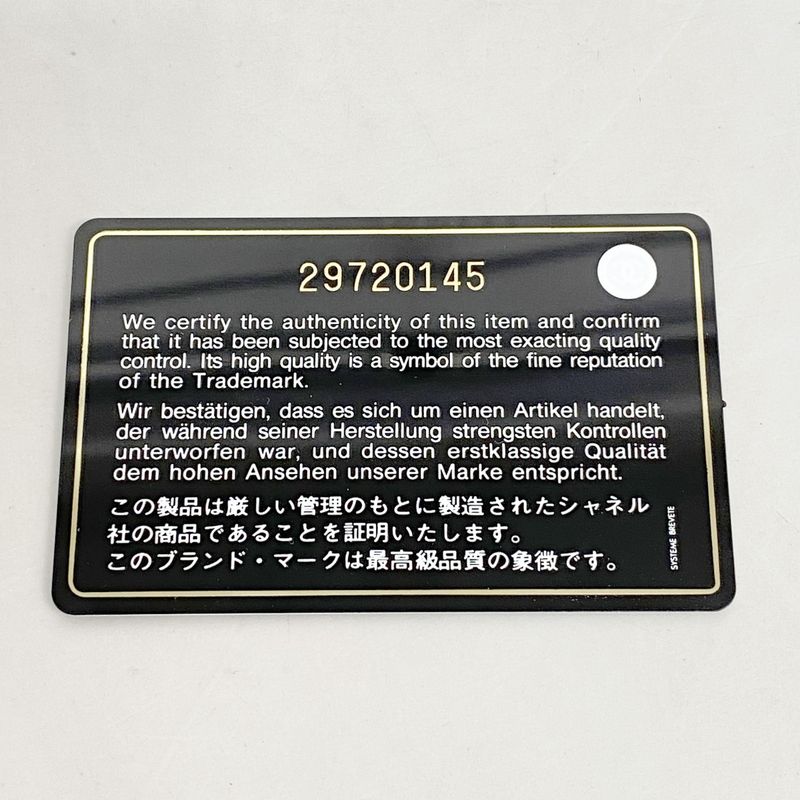 29720145
We certify the authenticity of this item and confirm
that it has been subjected to the most exacting quality
control. Its high quality is a symbol of the fine reputation
of the Trademark.
Wir bestätigen, dass es sich um einen Artikel handelt,
der während seiner Herstellung strengsten Kontrollen
unterworfen war, und dessen erstklassige Qualität
dem hohen Ansehen unserer Marke entspricht.
この製品は厳しい管理のもとに製造されたシャネル
社の商品であることを証明いたします。
このブランド・マークは最高級品質の象徴です。
SYSTEME BREVETE